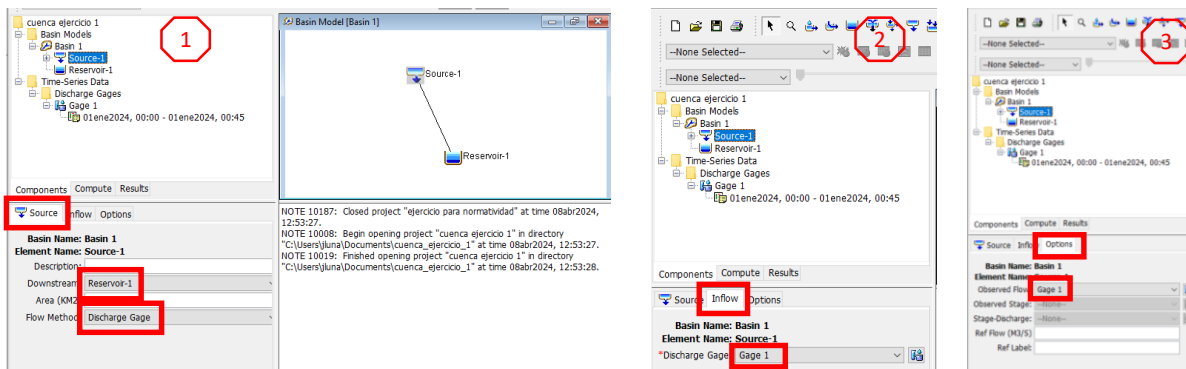 cuenca ejercicio 1
Basin Models
Basin 1
Source-1
Reservoir-1
Time-Series Data
Discharge Gages
Gage 1
01ene2024, 00:00 - 01ene2024, 00:45
1
Components Compute Results
Source Inflow Options
Basin Name: Basin 1
Element Name: Source-1
Description:
Downstream Reservoir-1
Area (KM2
Flow Method Discharge Gage
Basin Model [Basin 1]
Source-1
Reservoir-1
NOTE 10187: Closed project "ejercicio para normatividad" at time 08abr2024,
12:53:27.
NOTE 10008: Begin opening project "cuenca ejercicio 1" in directory
"C:\Users\jluna\Documents\cuenca_ejercicio_1" at time 08abr2024, 12:53:27.
NOTE 10019: Finished opening project "cuenca ejercicio 1" in directory
"C:\Users\jluna\Documents\cuenca_ejercicio_1" at time 08abr2024, 12:53:28.
2
--None Selected--
--None Selected--
cuenca ejercicio 1
Basin Models
Basin 1
Source-1
Reservoir-1
Time-Series Data
Discharge Gages
Gage 1
01ene2024, 00:00 - 01ene2024, 00:45
Components Compute Results
Source Inflow Options
Basin Name: Basin 1
Element Name: Source-1
*Discharge Gage Gage 1
3
--None Selected--
--None Selected--
cuenca ejercicio 1
Basin Models
Basin 1
Source-1
Reservoir-1
Time-Series Data
Discharge Gages
Gage 1
01ene2024, 00:00 - 01ene2024, 00:45
Components Compute Results
Source Inflow Options
Basin Name: Basin 1
Element Name:
Observed Flow Gage 1
Observed Stage: --None--
Stage-Discharge: --None--
Ref Flow (M3/S)
Ref Label: